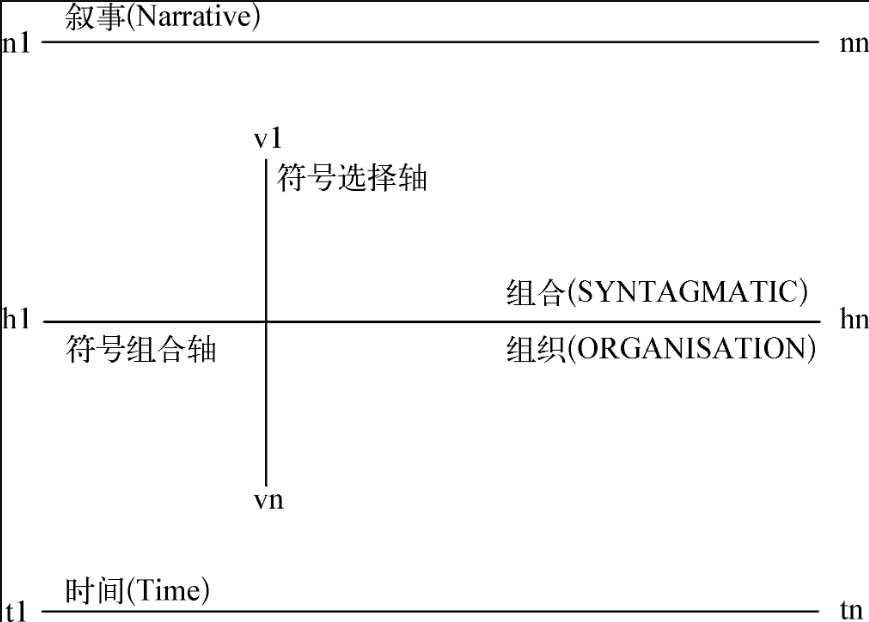 叙事(Narrative)
n1
nn
v1
符号选择轴
组合(SYNTAGMATIC)
h1
hn
符号组合轴
组织(ORGANISATION)
vn
时间(Time)
t1
tn